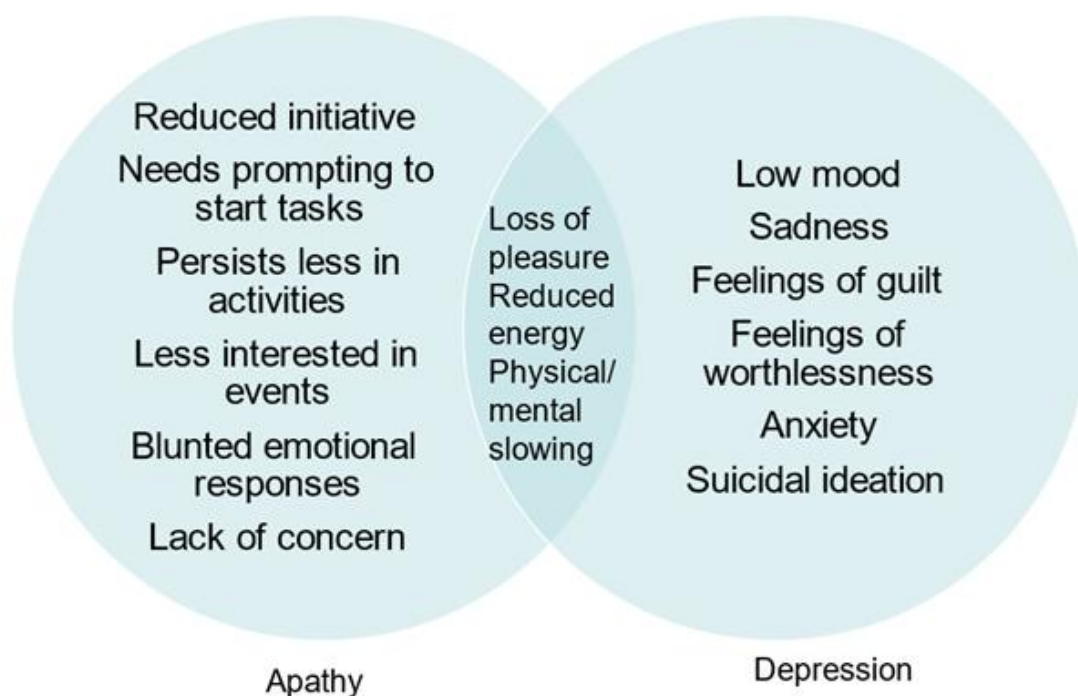 Reduced initiative
Needs prompting to
start tasks
Persists less in
activities
Less interested in
events
Blunted emotional
responses
Lack of concern
Loss of
pleasure
Reduced
energy
Physical/
mental
slowing
Low mood
Sadness
Feelings of guilt
Feelings of
worthlessness
Anxiety
Suicidal ideation
Apathy
Depression